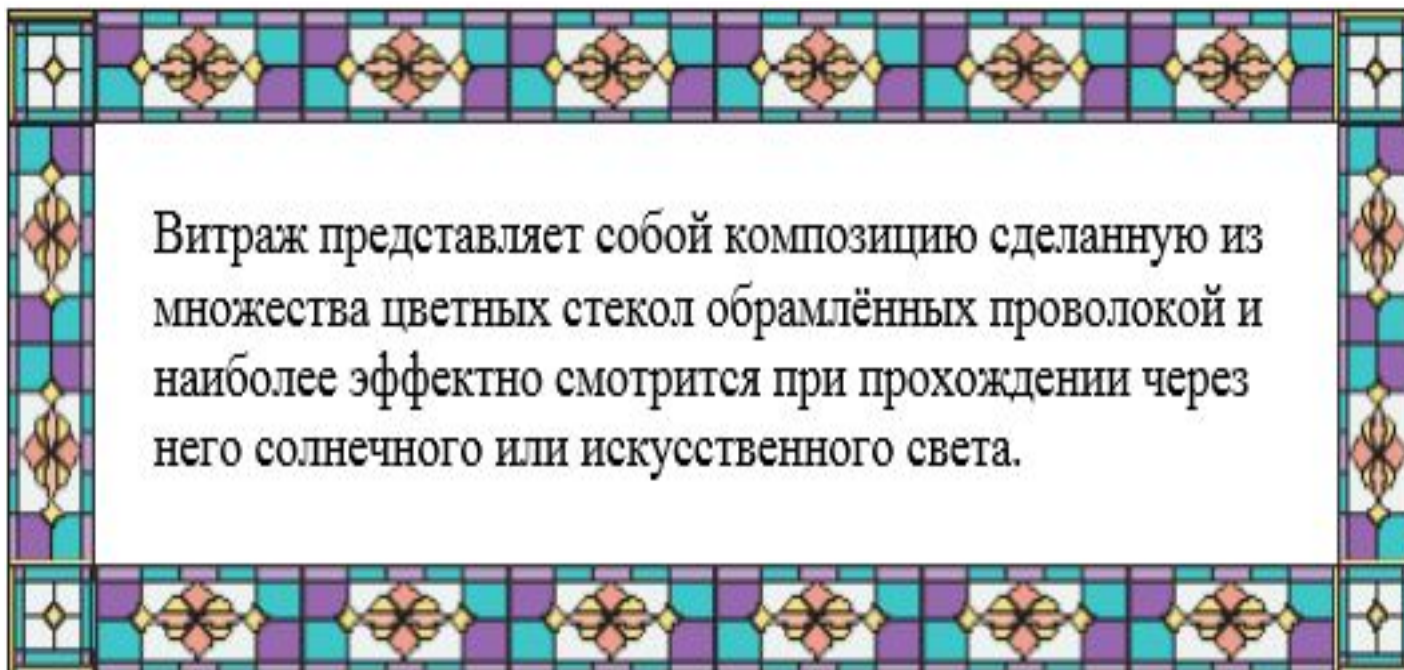 Витраж представляет собой композицию сделанную из
множества цветных стекол обрамлённых проволокой и
наиболее эффектно смотрится при прохождении через
него солнечного или искусственного света.